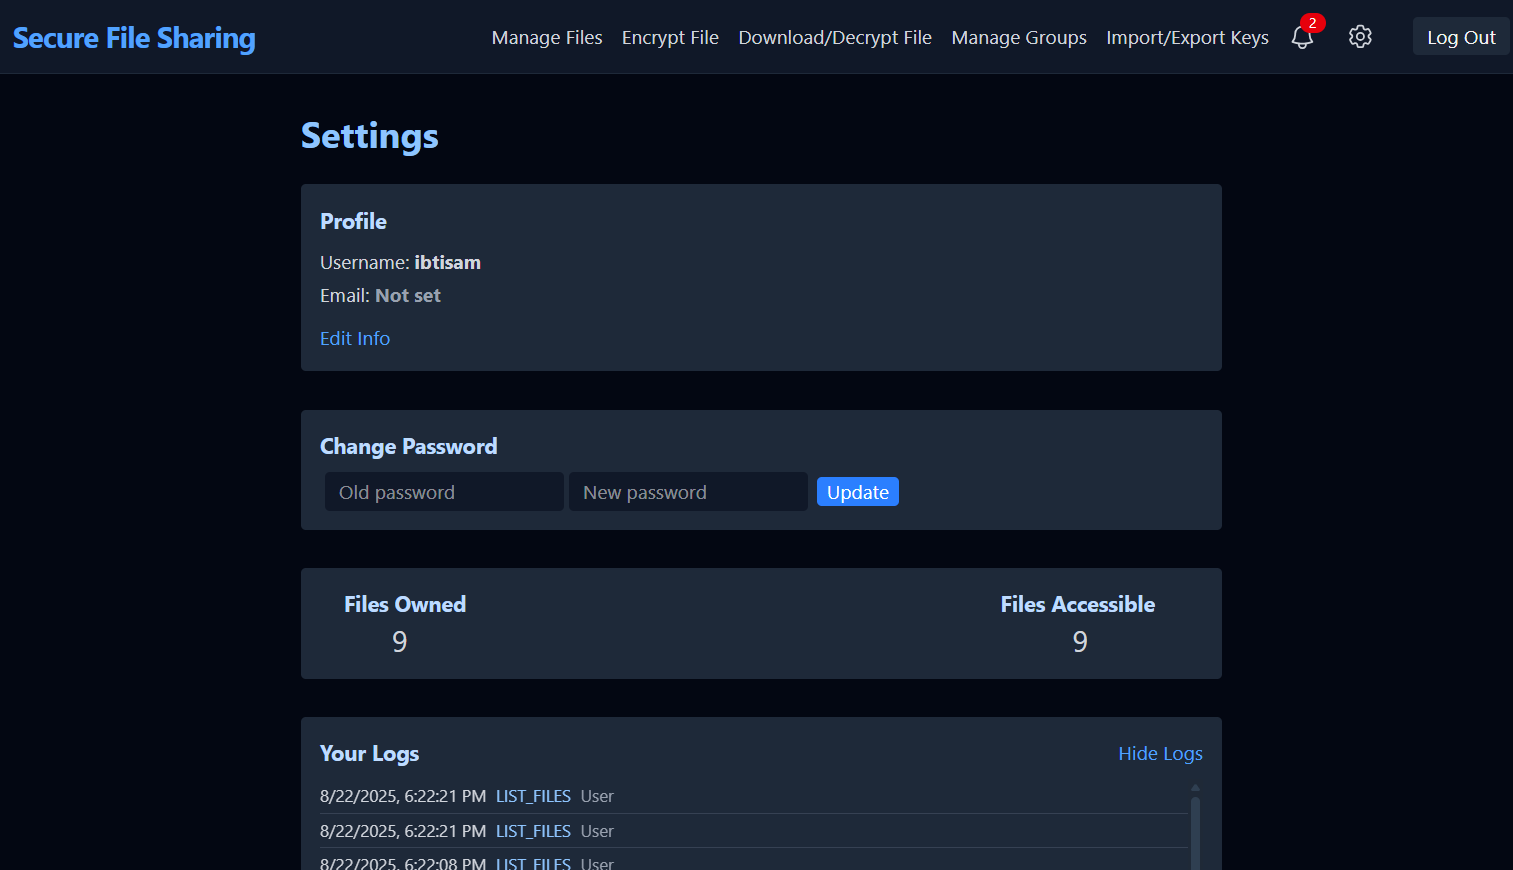 Secure File Sharing
Manage Files Encrypt File Download/Decrypt File Manage Groups Import/Export Keys 2 Log Out
Settings
Profile
Username: ibtisam
Email: Not set
Edit Info
Change Password
Old password New password Update
Files Owned Files Accessible
9 9
Your Logs Hide Logs
8/22/2025, 6:22:21 PM LIST_FILES User
8/22/2025, 6:22:21 PM LIST_FILES User
8/22/2025, 6:22:08 PM LIST_FILES User